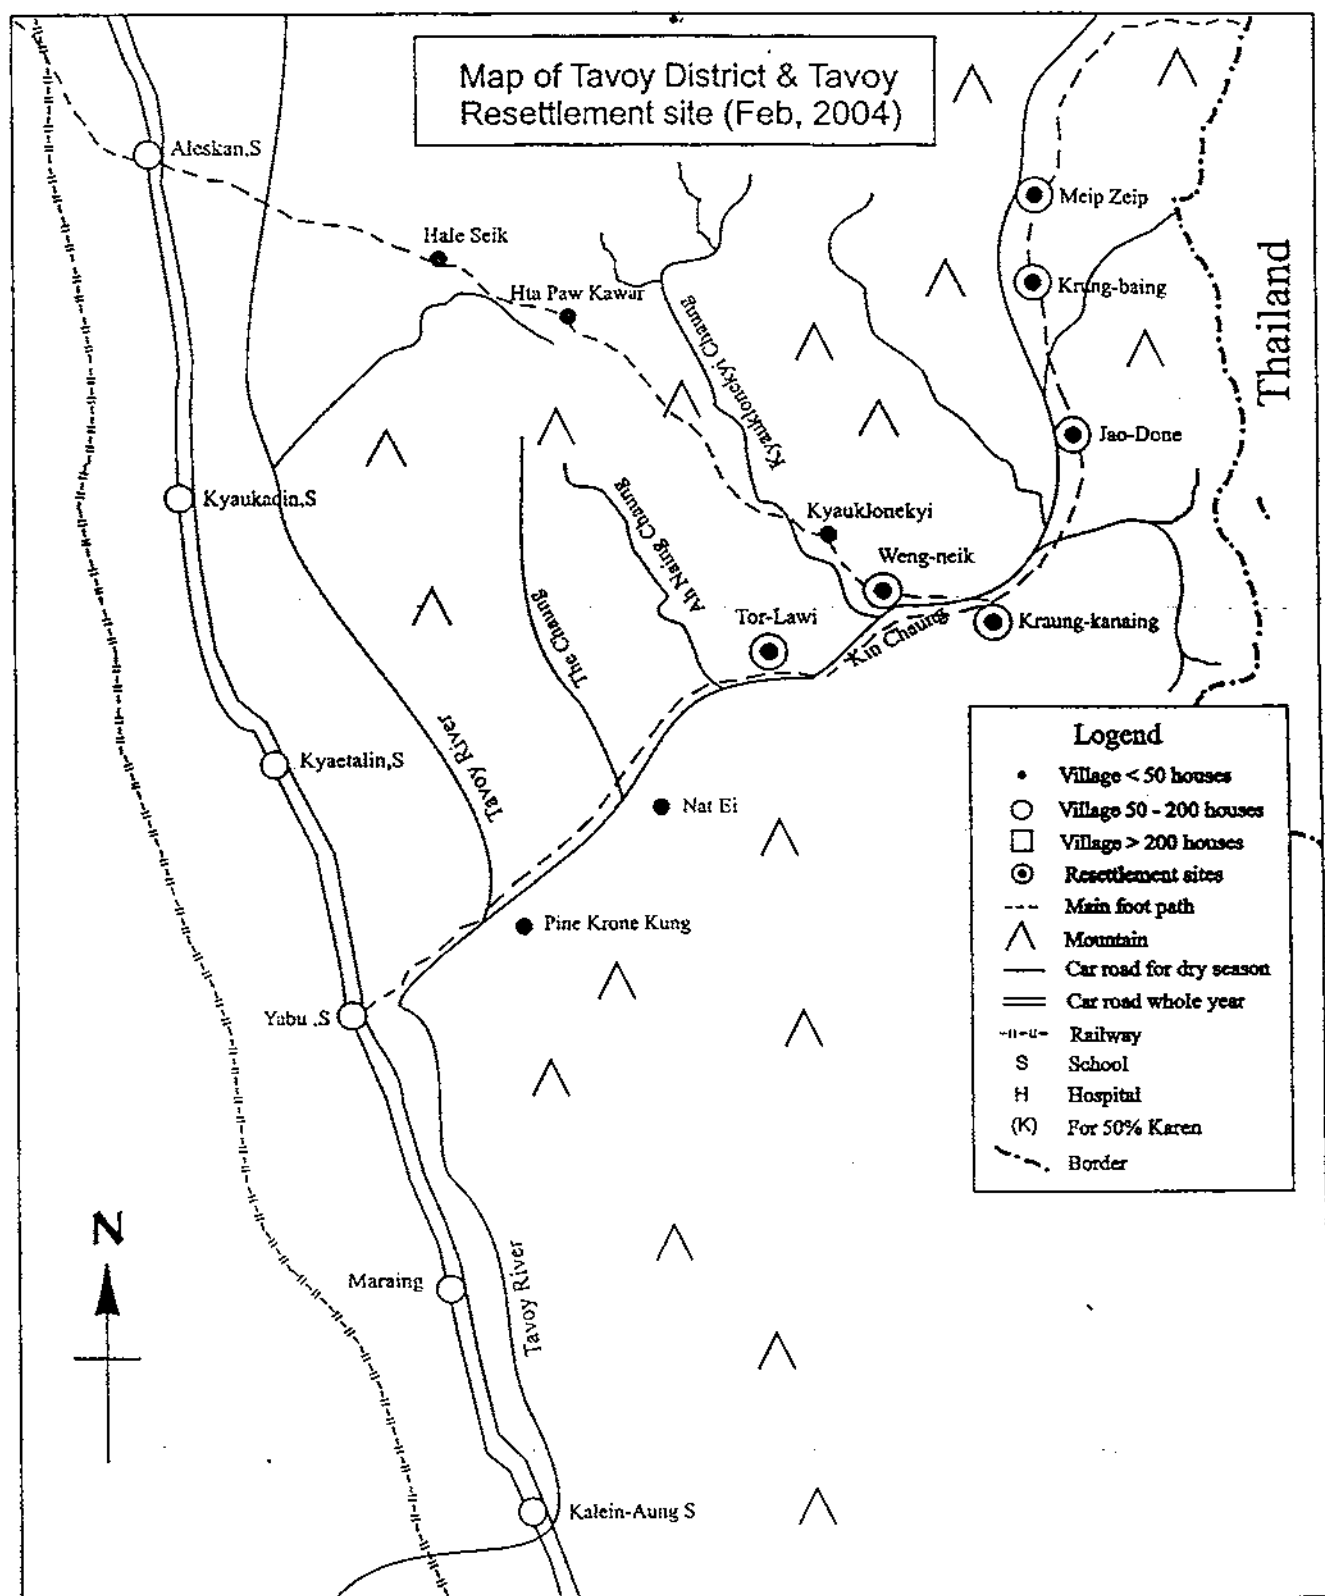 Map of Tavoy District & Tavoy
Resettlement site (Feb, 2004)
Aleskan,S
Meip Zeip
Hale Seik
Thailand
Krung-baing
Hta Paw Kawar
Kyauklonekyi Chaung
Jao-Done
Kyaukadin,S
Ah Naing Chaung
Kyauklonekyi
Weng-neik
The Chaung
Tor-Lawi
Kin Chaung
Kraung-kanaing
Tavoy River
Kyaetalin,S
Nat Ei
Pine Krone Kung
Yabu ,S
Legend
Village < 50 houses
Village 50 - 200 houses
Village > 200 houses
Resettlement sites
Main foot path
Mountain
Car road for dry season
Car road whole year
Railway
S School
H Hospital
(K) For 50% Karen
Border
N
Maraing
Tavoy River
Kalein-Aung S